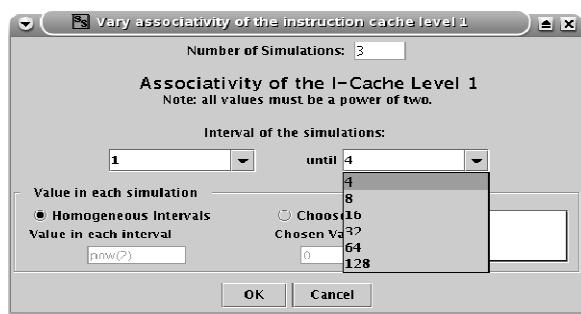 Vary associativity of the instruction cache level 1
Number of Simulations: 3
Associativity of the I-Cache Level 1
Note: all values must be a power of two.
Interval of the simulations:
1 until 4
4
8
16
32
64
128
Value in each simulation
Homogeneous Intervals Choose
Value in each interval Chosen Va
pow(2) 0
OK Cancel